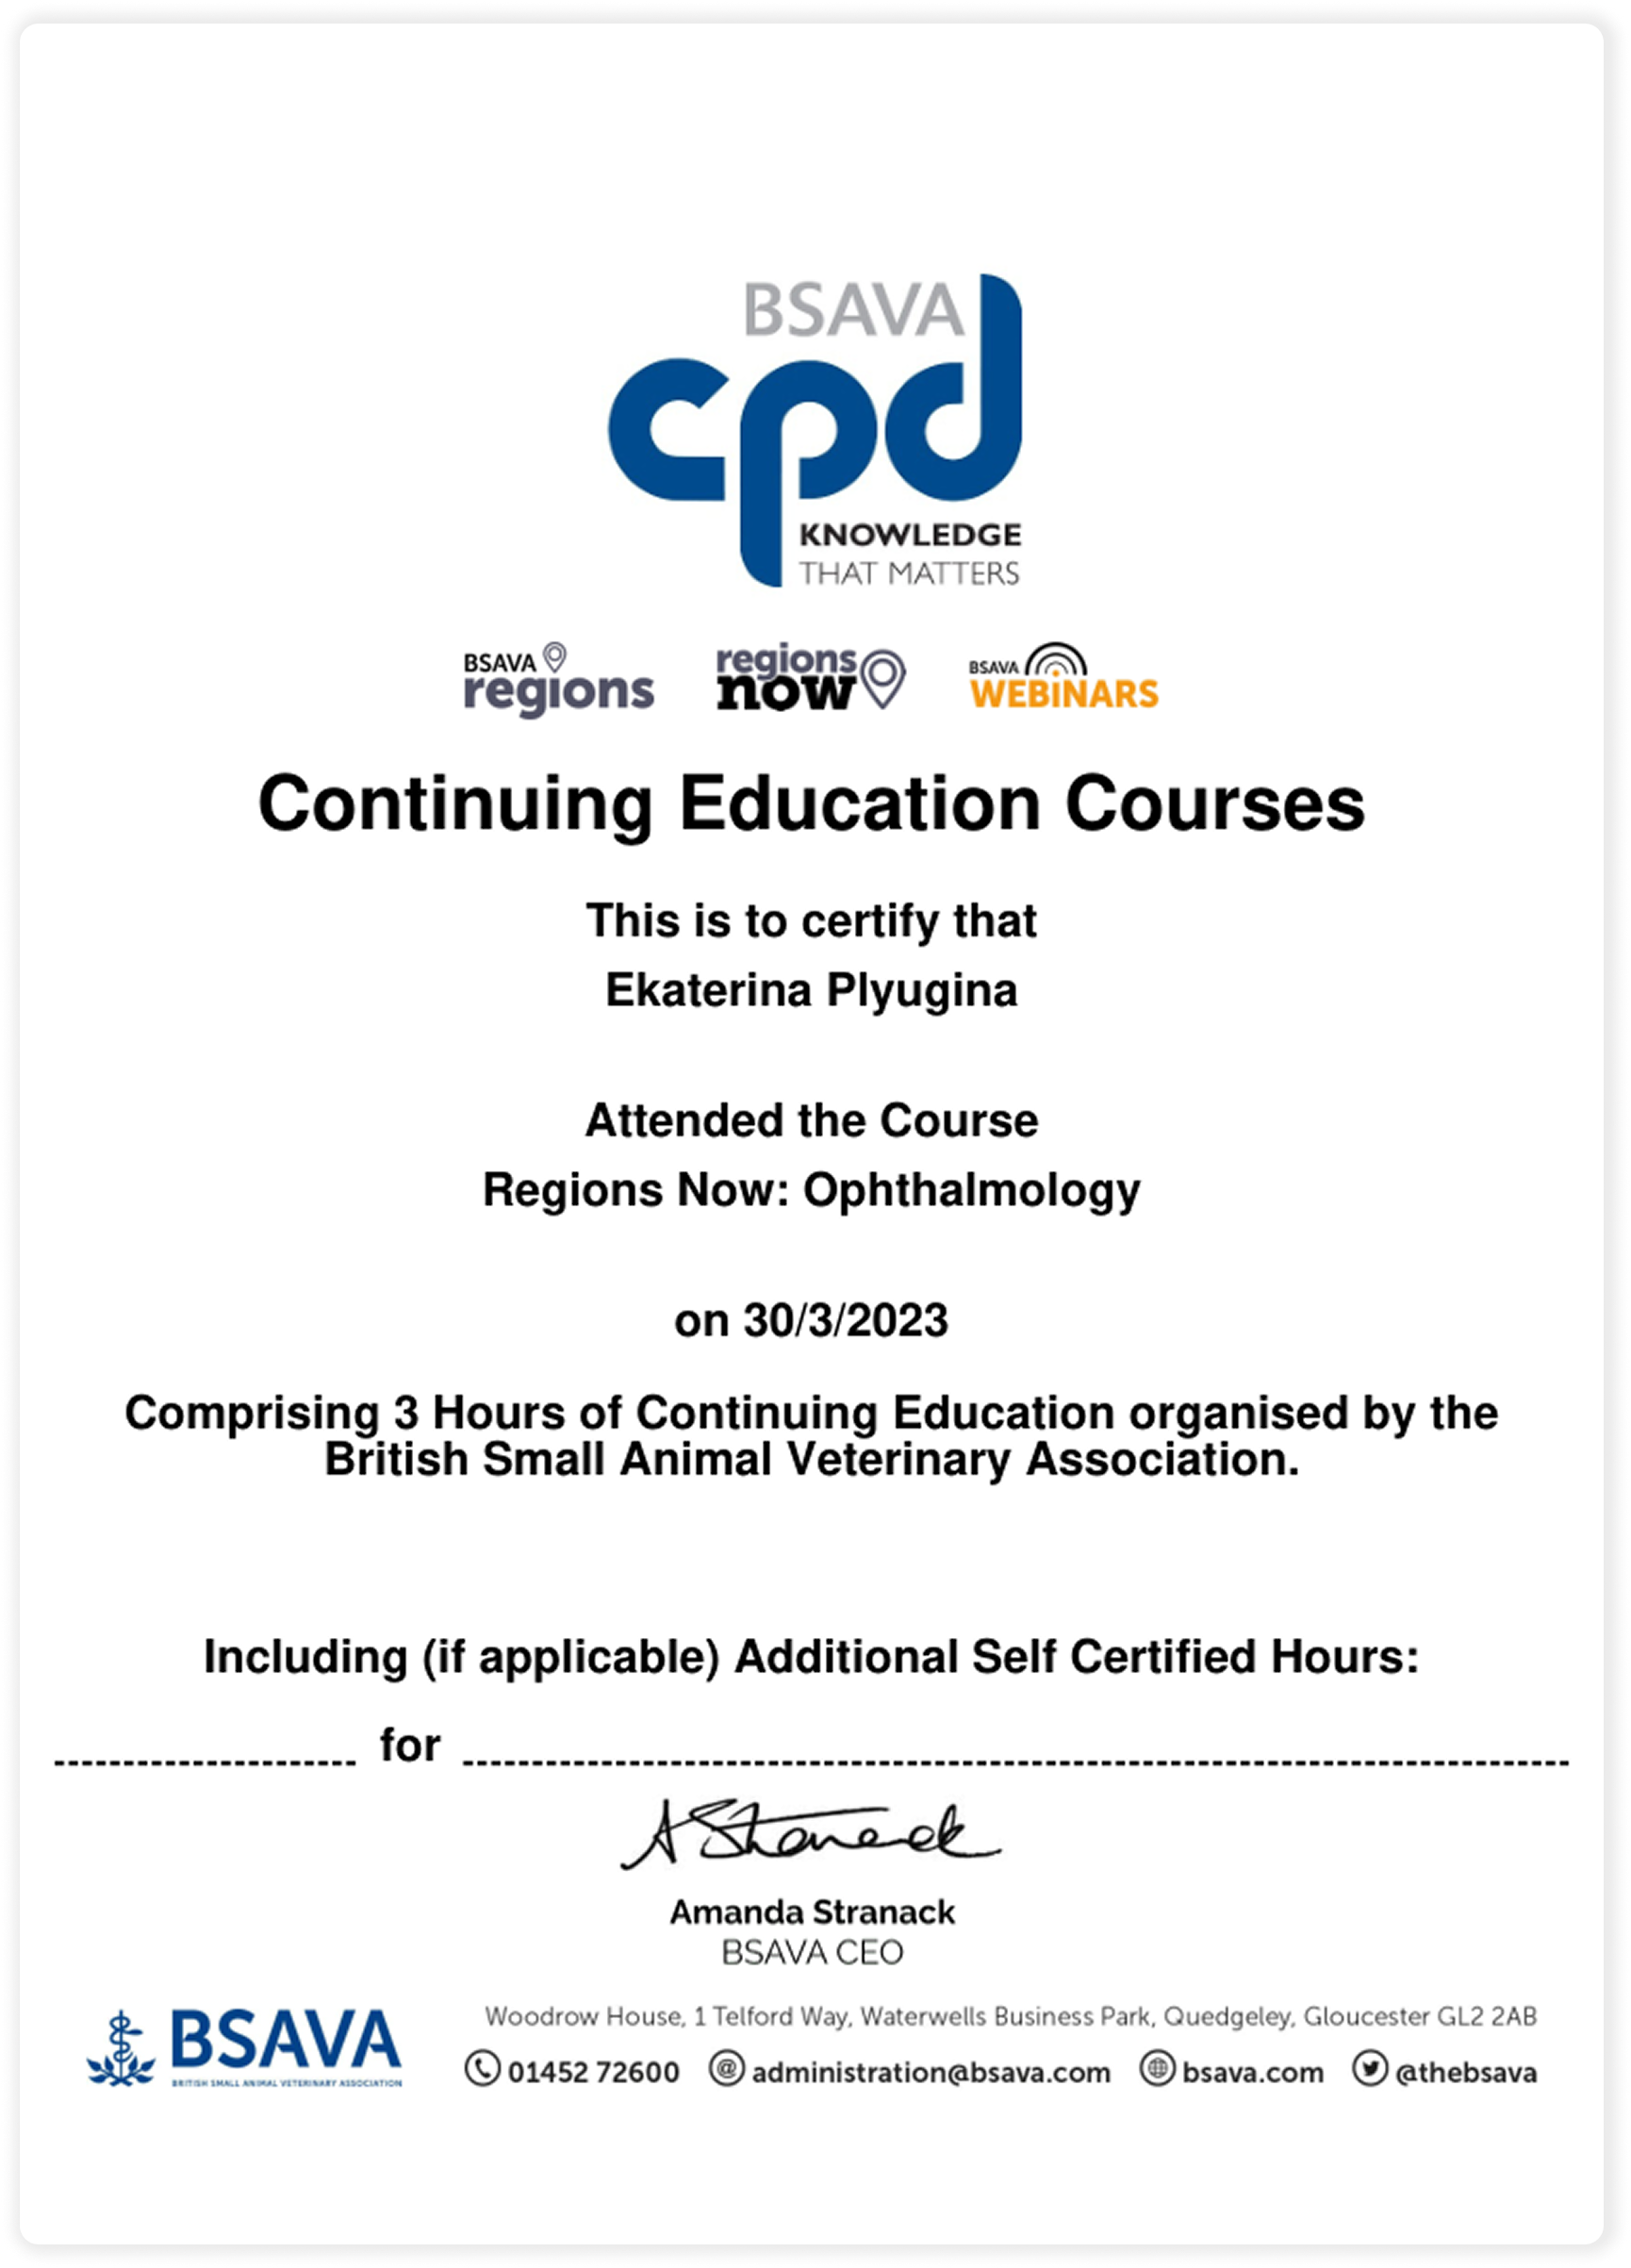 BSAVA
cpd
KNOWLEDGE
THAT MATTERS
BSAVA
regions
regions
now
BSAVA
WEBINARS
Continuing Education Courses
This is to certify that
Ekaterina Plyugina
Attended the Course
Regions Now: Ophthalmology
on 30/3/2023
Comprising 3 Hours of Continuing Education organised by the
British Small Animal Veterinary Association.
Including (if applicable) Additional Self Certified Hours:
---------------------- for --------------------------------------------------------------------------------
A Stranack
Amanda Stranack
BSAVA CEO
BSAVA
BRITISH SMALL ANIMAL VETERINARY ASSOCIATION
Woodrow House, 1 Telford Way, Waterwells Business Park, Quedgeley, Gloucester GL2 2AB
01452 72600 @ administration@bsava.com bsava.com @thebsava